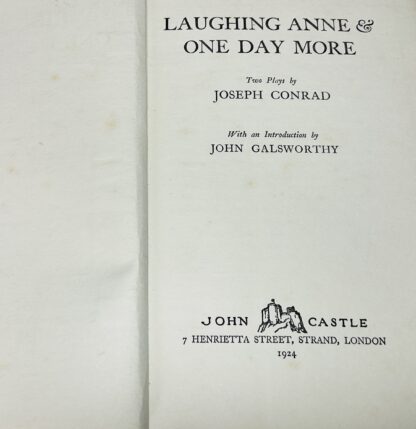 LAUGHING ANNE &
ONE DAY MORE
Two Plays by
JOSEPH CONRAD
With an Introduction by
JOHN GALSWORTHY
JOHN CASTLE
7 HENRIETTA STREET, STRAND, LONDON
1924